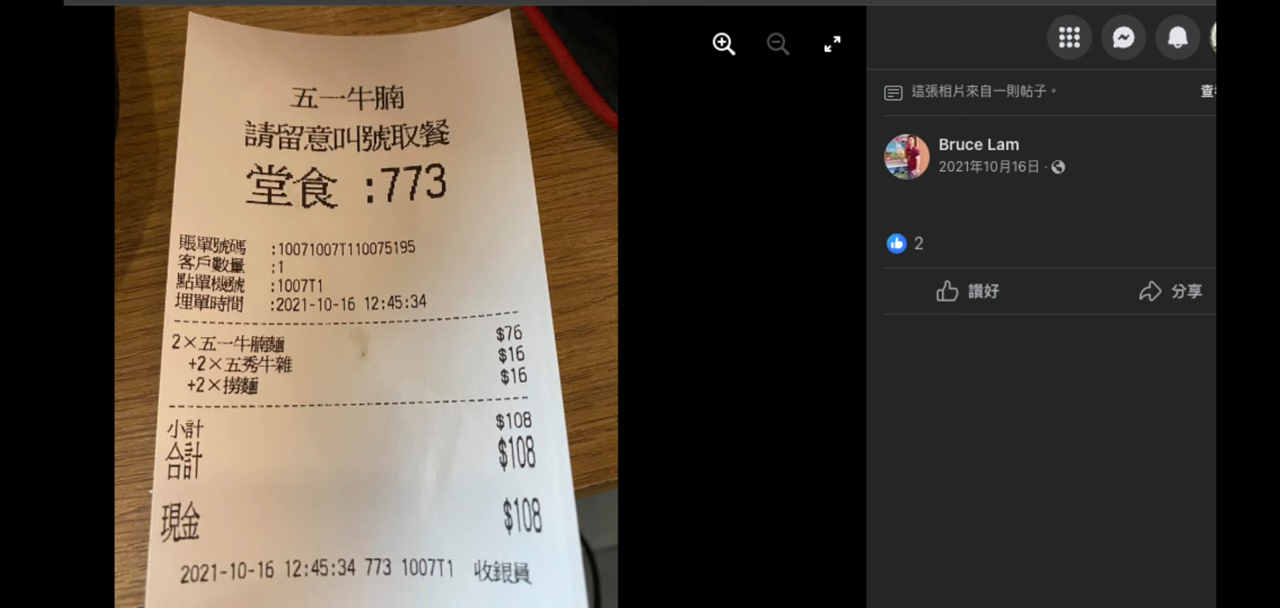 五一牛腩
請留意叫號取餐
堂食 :773
賬單號碼 :10071007T110075195
客戶數量 :1
點單機號 :1007T1
埋單時間 :2021-10-16 12:45:34
2×五一牛腩麵 $76
+2×五秀牛雜 $16
+2×撈麵 $16
小計 $108
合計 $108
現金 $108
2021-10-16 12:45:34 773 1007T1 收銀員
這張相片來自一則帖子。
Bruce Lam
2021年10月16日
2
讚好 分享